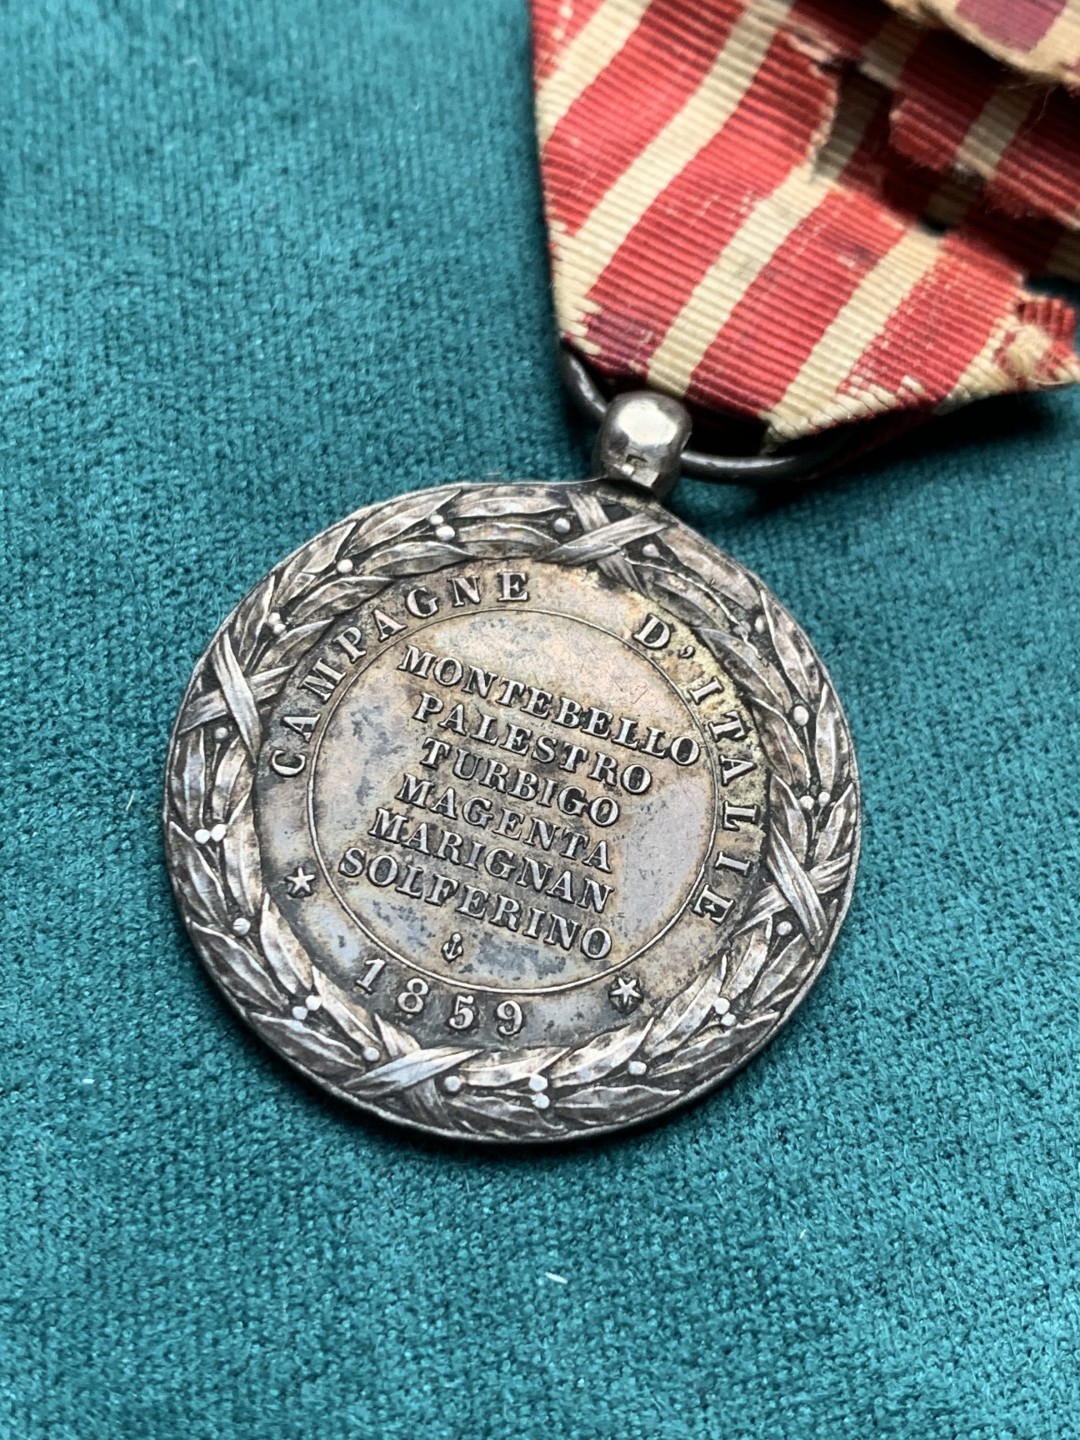 CAMPAGNE D'ITALIE
MONTEBELLO
PALESTRO
TURBIGO
MAGENTA
MARIGNAN
SOLFERINO
1859